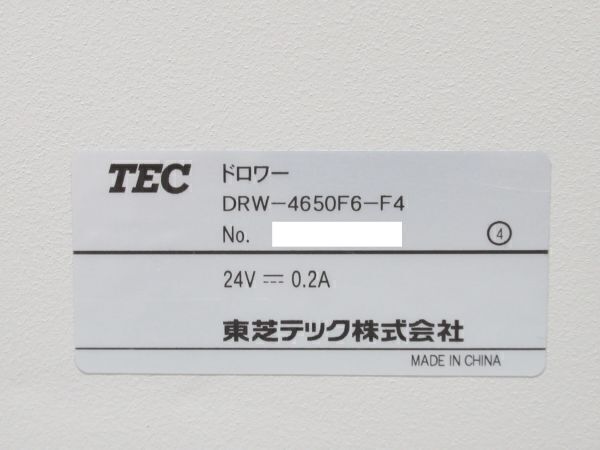 TEC ドロワー
DRW-4650F6-F4
No. ④
24V ⎓ 0.2A
東芝テック株式会社
MADE IN CHINA